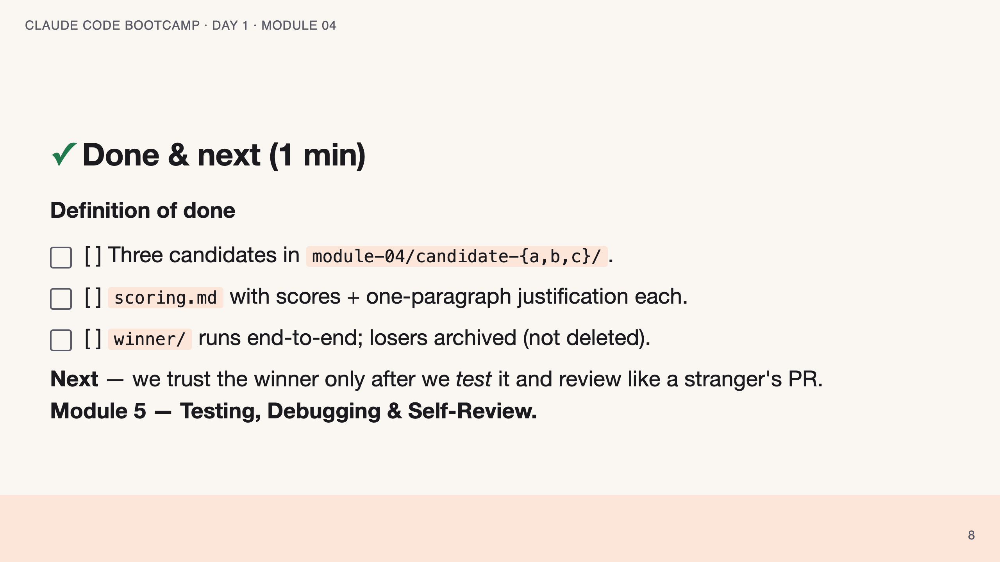 CLAUDE CODE BOOTCAMP · DAY 1 · MODULE 04
✓ Done & next (1 min)
Definition of done
[ ] Three candidates in module-04/candidate-{a,b,c}/ .
[ ] scoring.md with scores + one-paragraph justification each.
[ ] winner/ runs end-to-end; losers archived (not deleted).
Next — we trust the winner only after we test it and review like a stranger's PR.
Module 5 — Testing, Debugging & Self-Review.
8